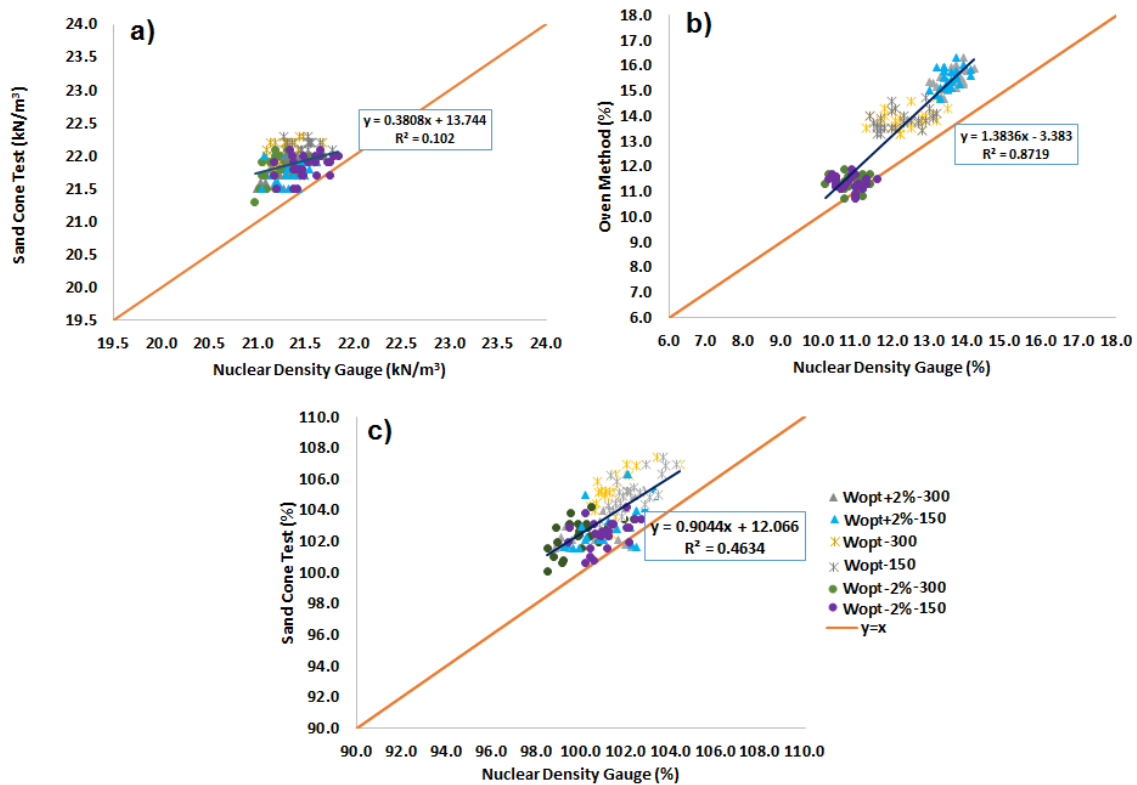 a)
24.0
23.5
23.0
22.5
22.0
21.5
21.0
20.5
20.0
19.5
Sand Cone Test (kN/m³)
y = 0.3808x + 13.744
R² = 0.102
19.5 20.0 20.5 21.0 21.5 22.0 22.5 23.0 23.5 24.0
Nuclear Density Gauge (kN/m³)
b)
18.0
17.0
16.0
15.0
14.0
13.0
12.0
11.0
10.0
9.0
8.0
7.0
6.0
Oven Method (%)
y = 1.3836x - 3.383
R² = 0.8719
6.0 7.0 8.0 9.0 10.0 11.0 12.0 13.0 14.0 15.0 16.0 17.0 18.0
Nuclear Density Gauge (%)
c)
110.0
108.0
106.0
104.0
102.0
100.0
98.0
96.0
94.0
92.0
90.0
Sand Cone Test (%)
y = 0.9044x + 12.066
R² = 0.4634
90.0 92.0 94.0 96.0 98.0 100.0 102.0 104.0 106.0 108.0 110.0
Nuclear Density Gauge (%)
Wopt+2%-300
Wopt+2%-150
Wopt-300
Wopt-150
Wopt-2%-300
Wopt-2%-150
y=x